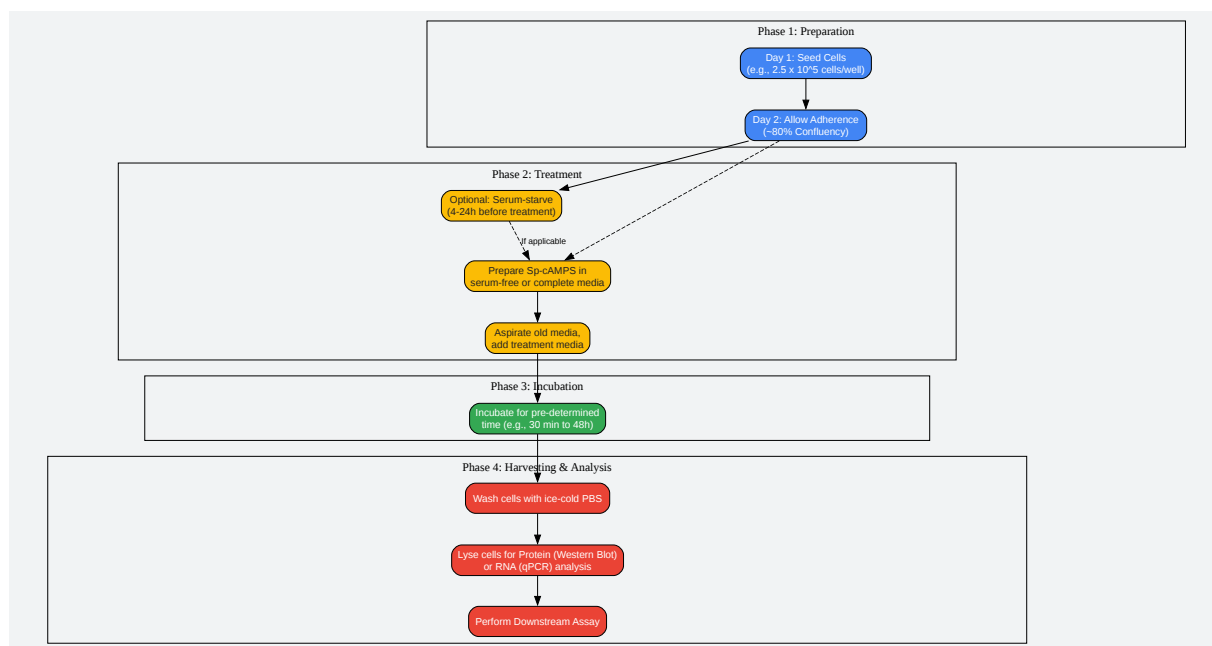 Phase 1: Preparation
Day 1: Seed Cells
(e.g., 2.5 x 10^5 cells/well)
Day 2: Allow Adherence
(~80% Confluency)
Phase 2: Treatment
Optional: Serum-starve
(4-24h before treatment)
If applicable
Prepare Sp-cAMPS in
serum-free or complete media
Aspirate old media,
add treatment media
Phase 3: Incubation
Incubate for pre-determined
time (e.g., 30 min to 48h)
Phase 4: Harvesting & Analysis
Wash cells with ice-cold PBS
Lyse cells for Protein (Western Blot)
or RNA (qPCR) analysis
Perform Downstream Assay